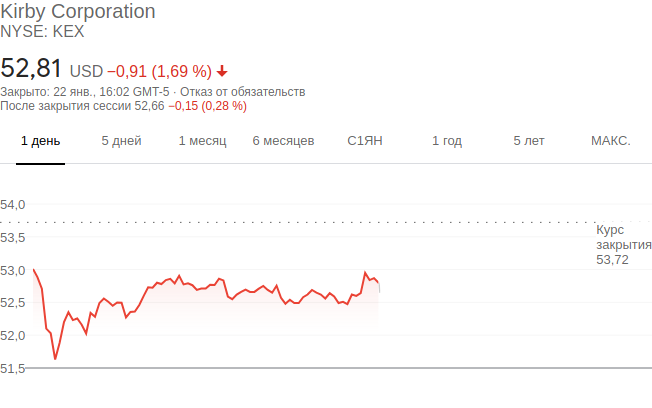 Kirby Corporation
NYSE: KEX
52,81 USD −0,91 (1,69 %)
Закрыто: 22 янв., 16:02 GMT-5 · Отказ от обязательств
После закрытия сессии 52,66 −0,15 (0,28 %)
1 день 5 дней 1 месяц 6 месяцев С1ЯН 1 год 5 лет МАКС.
54,0
Курс
закрытия
53,72
53,5
53,0
52,5
52,0
51,5